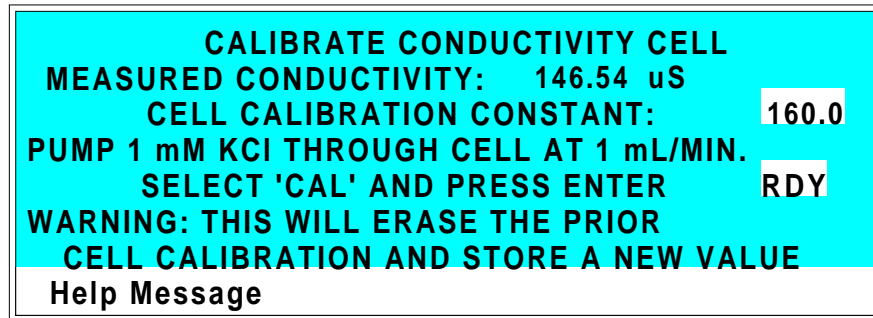 CALIBRATE CONDUCTIVITY CELL
MEASURED CONDUCTIVITY: 146.54 uS
CELL CALIBRATION CONSTANT: 160.0
PUMP 1 mM KCl THROUGH CELL AT 1 mL/MIN.
SELECT 'CAL' AND PRESS ENTER RDY
WARNING: THIS WILL ERASE THE PRIOR
CELL CALIBRATION AND STORE A NEW VALUE
Help Message